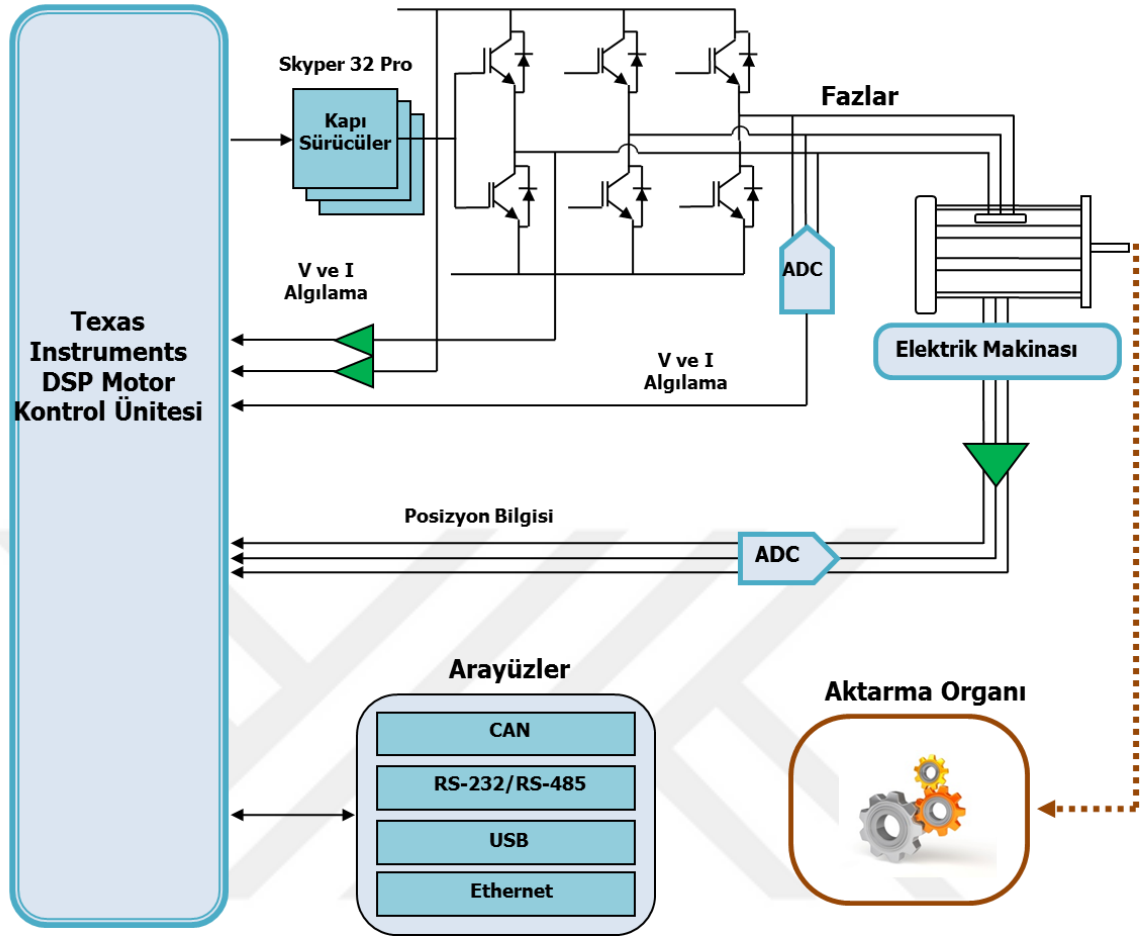 Skyper 32 Pro
Kapı
Sürücüler
Fazlar
V ve I
Algılama
ADC
Texas
Instruments
DSP Motor
Kontrol Ünitesi
Elektrik Makinası
V ve I
Algılama
Posizyon Bilgisi
ADC
Arayüzler
CAN
RS-232/RS-485
USB
Ethernet
Aktarma Organı